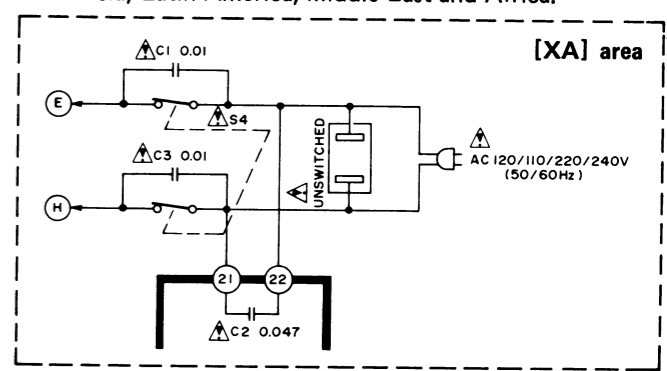 Latin America, Middle East and Africa.
[XA] area
C1 0.01
E
S4
UNSWITCHED
AC 120/110/220/240V
(50/60Hz)
C3 0.01
H
21 22
C2 0.047